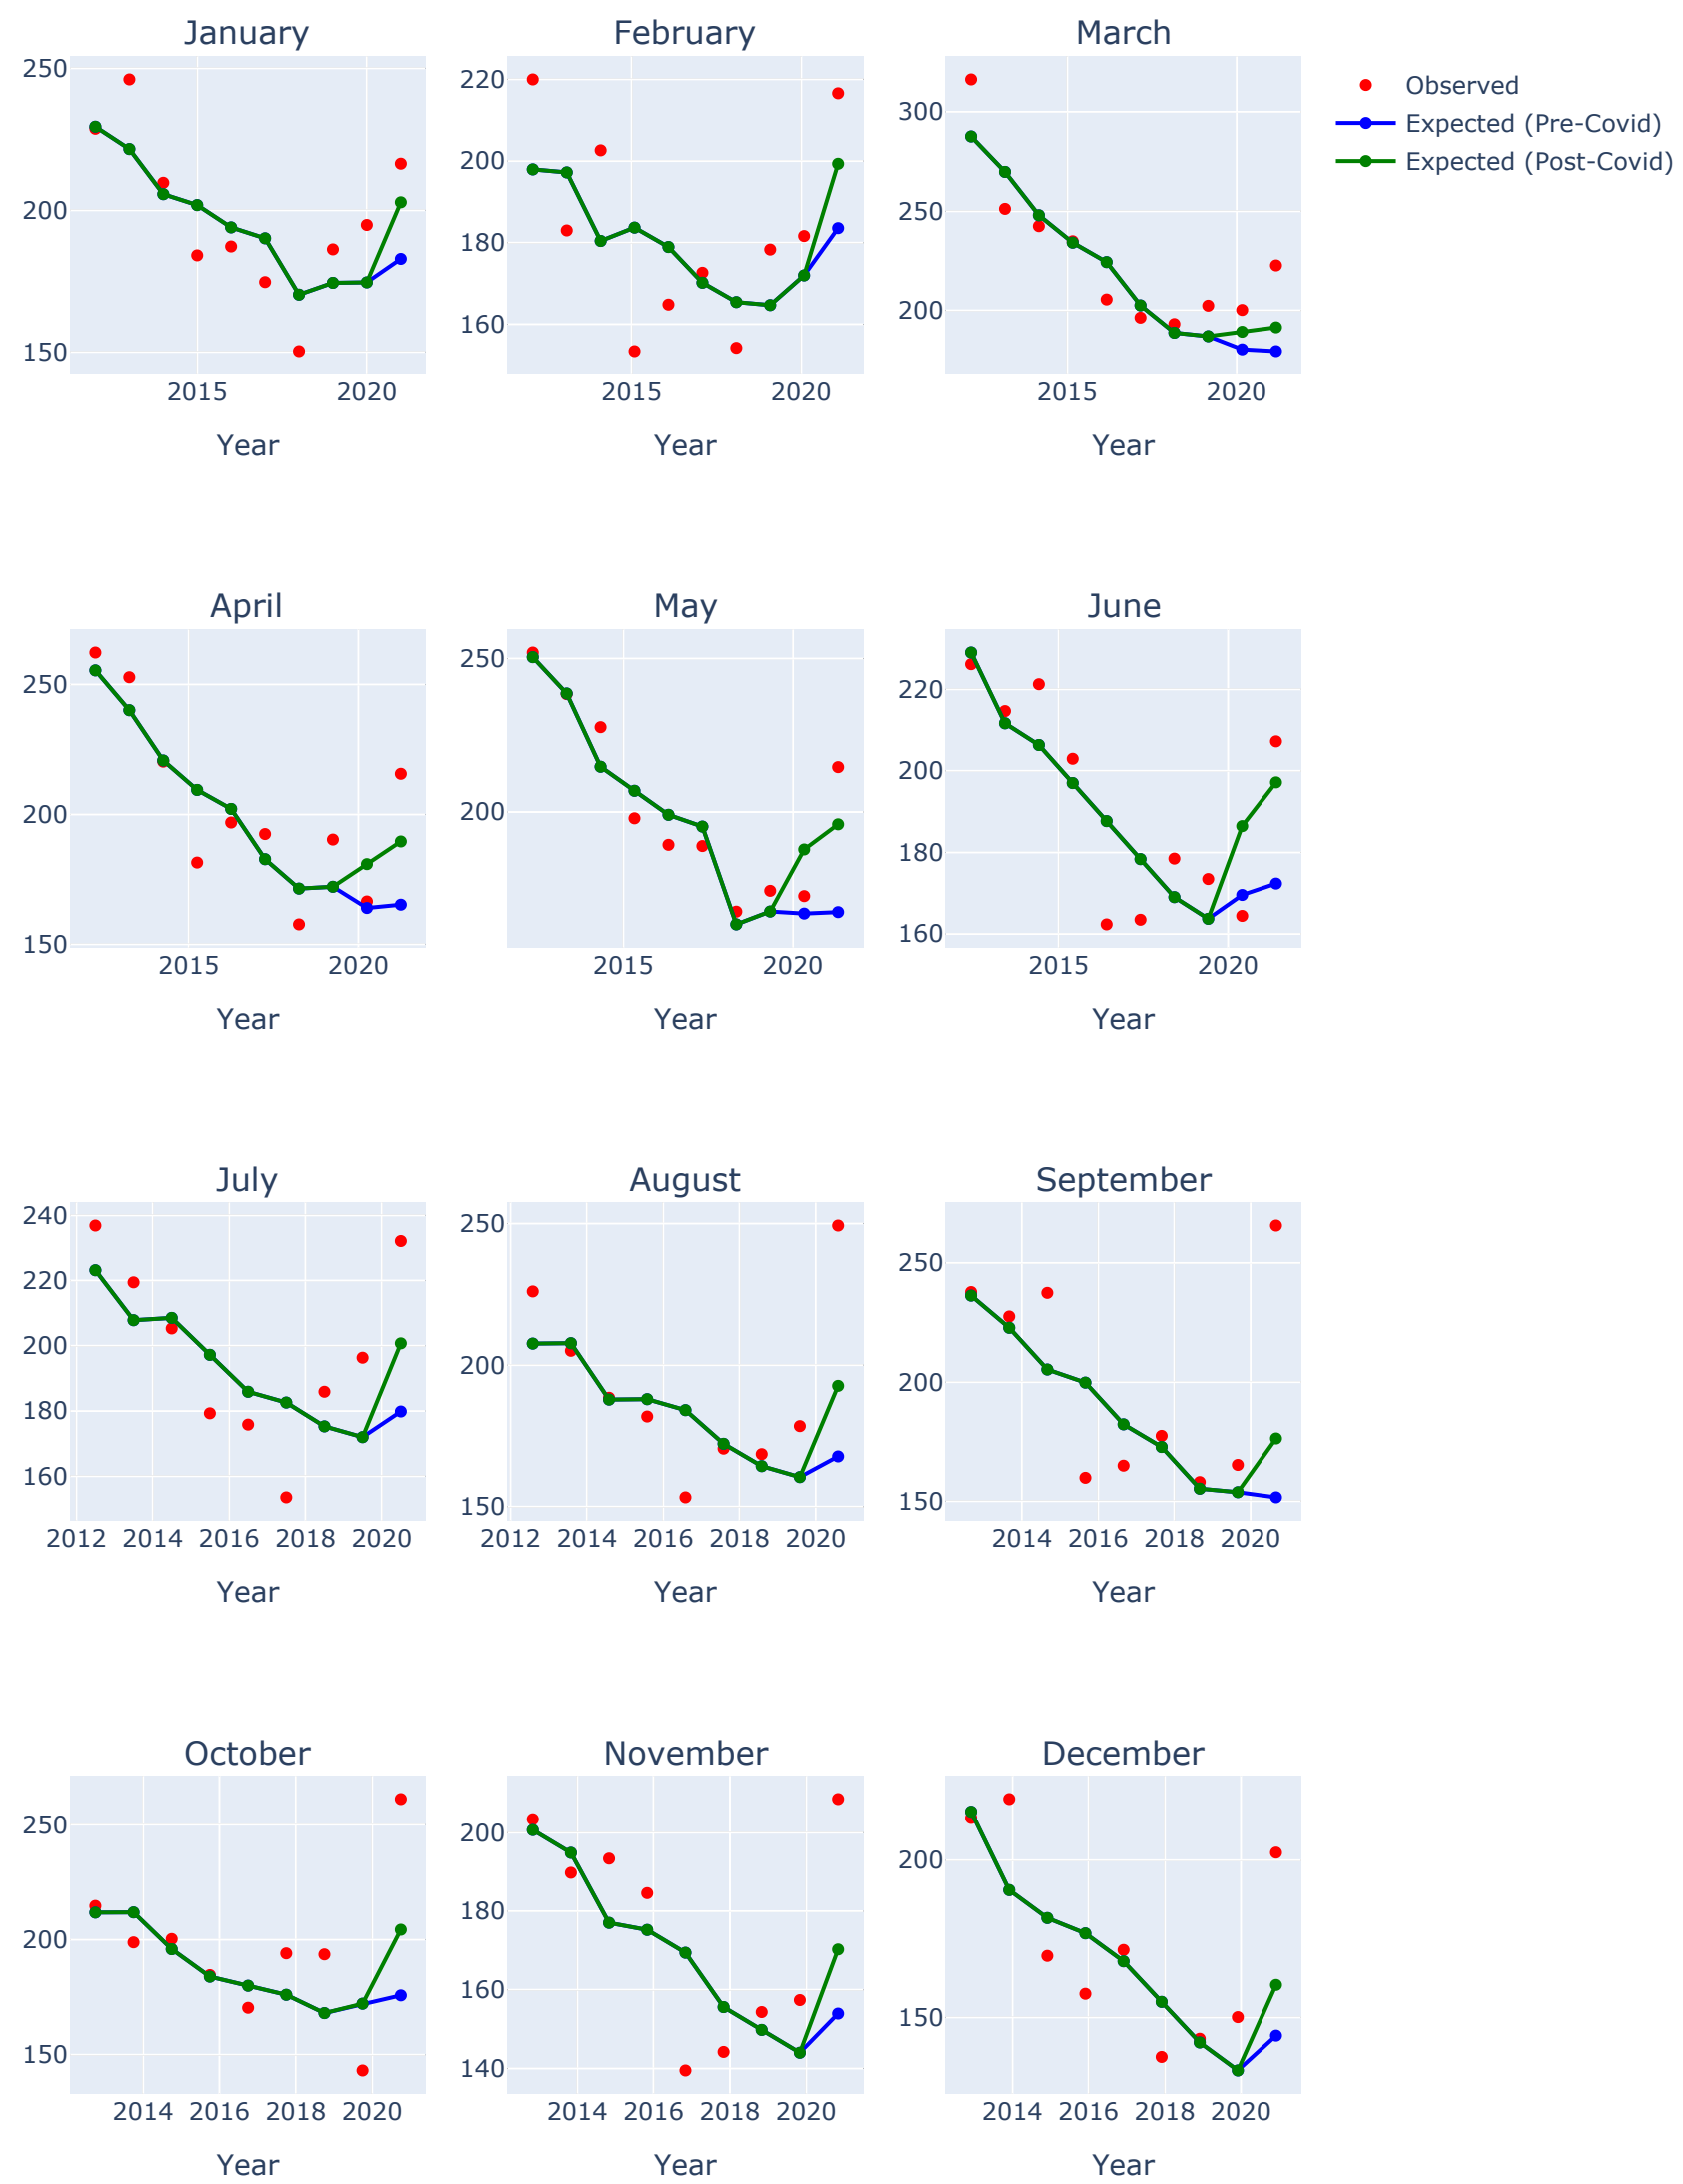 January February March
Observed
Expected (Pre-Covid)
Expected (Post-Covid)
250 220 300
200 200 250
180 200
150 160
2015 2020 2015 2020 2015 2020
Year Year Year
April May June
250 250 220
200 200 200
180
150 160
2015 2020 2015 2020 2015 2020
Year Year Year
July August September
240 250 250
220
200 200 200
180
160 150 150
2012 2014 2016 2018 2020 2012 2014 2016 2018 2020 2014 2016 2018 2020
Year Year Year
October November December
250 200 200
200 180
160 150
150 140
2014 2016 2018 2020 2014 2016 2018 2020 2014 2016 2018 2020
Year Year Year